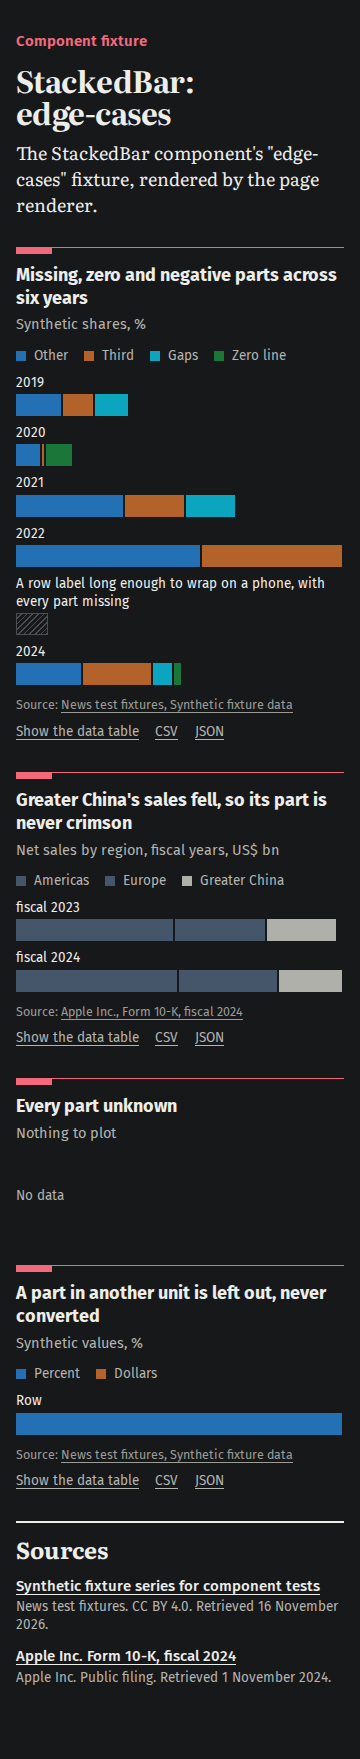 Component fixture
StackedBar:
edge-cases
The StackedBar component's "edge-
cases" fixture, rendered by the page
renderer.
Missing, zero and negative parts across
six years
Synthetic shares, %
Other Third Gaps Zero line
2019
2020
2021
2022
A row label long enough to wrap on a phone, with
every part missing
2024
Source: News test fixtures, Synthetic fixture data
Show the data table CSV JSON
Greater China's sales fell, so its part is
never crimson
Net sales by region, fiscal years, US$ bn
Americas Europe Greater China
fiscal 2023
fiscal 2024
Source: Apple Inc., Form 10-K, fiscal 2024
Show the data table CSV JSON
Every part unknown
Nothing to plot
No data
A part in another unit is left out, never
converted
Synthetic values, %
Percent Dollars
Row
Source: News test fixtures, Synthetic fixture data
Show the data table CSV JSON
Sources
Synthetic fixture series for component tests
News test fixtures. CC BY 4.0. Retrieved 16 November
2026.
Apple Inc. Form 10-K, fiscal 2024
Apple Inc. Public filing. Retrieved 1 November 2024.